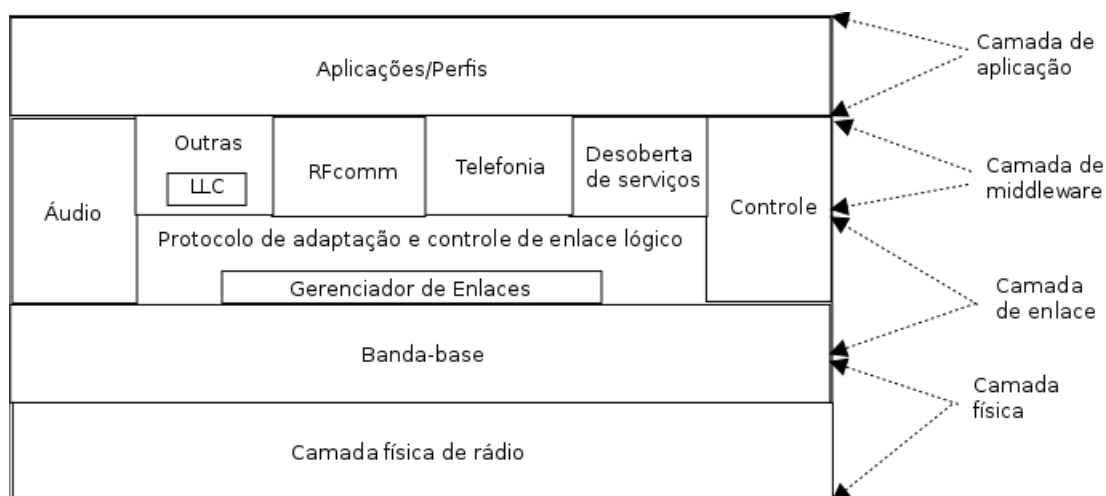 Aplicações/Perfis
Camada de
aplicação
Áudio
Outras
LLC
RFcomm
Telefonia
Desoberta
de serviços
Controle
Camada de
middleware
Protocolo de adaptação e controle de enlace lógico
Gerenciador de Enlaces
Camada
de enlace
Banda-base
Camada
física
Camada física de rádio